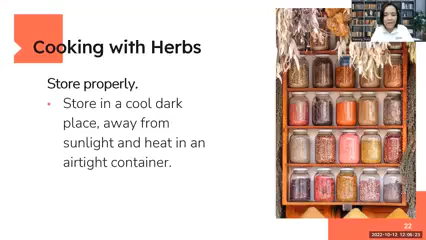 Cooking with Herbs
Store properly.
• Store in a cool dark
place, away from
sunlight and heat in an
airtight container.
22
2022-10-13 12:06:23